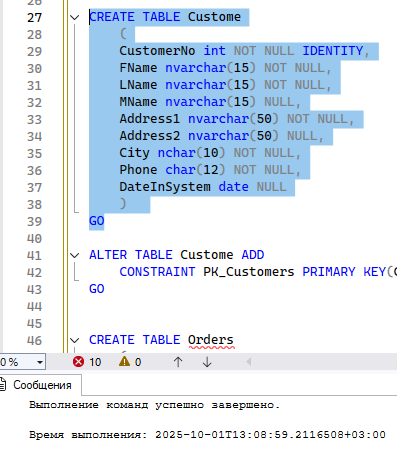 27 CREATE TABLE Custome
28 (
29 CustomerNo int NOT NULL IDENTITY,
30 FName nvarchar(15) NOT NULL,
31 LName nvarchar(15) NOT NULL,
32 MName nvarchar(15) NULL,
33 Address1 nvarchar(50) NOT NULL,
34 Address2 nvarchar(50) NULL,
35 City nchar(10) NOT NULL,
36 Phone char(12) NOT NULL,
37 DateInSystem date NULL
38 )
39 GO
40
41 ALTER TABLE Custome ADD
42 CONSTRAINT PK_Customers PRIMARY KEY(
43 GO
44
45
46 CREATE TABLE Orders
0 % 10 0
Сообщения
Выполнение команд успешно завершено.
Время выполнения: 2025-10-01T13:08:59.2116508+03:00